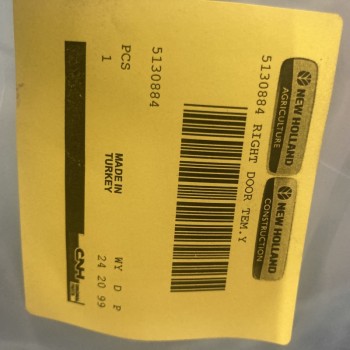 NEW HOLLAND
AGRICULTURE
NEW HOLLAND
CONSTRUCTION
5130884 RIGHT DOOR TEM.Y
5130884
PCS
1
MADE IN
TURKEY
WY D P
24 20 99
CNH